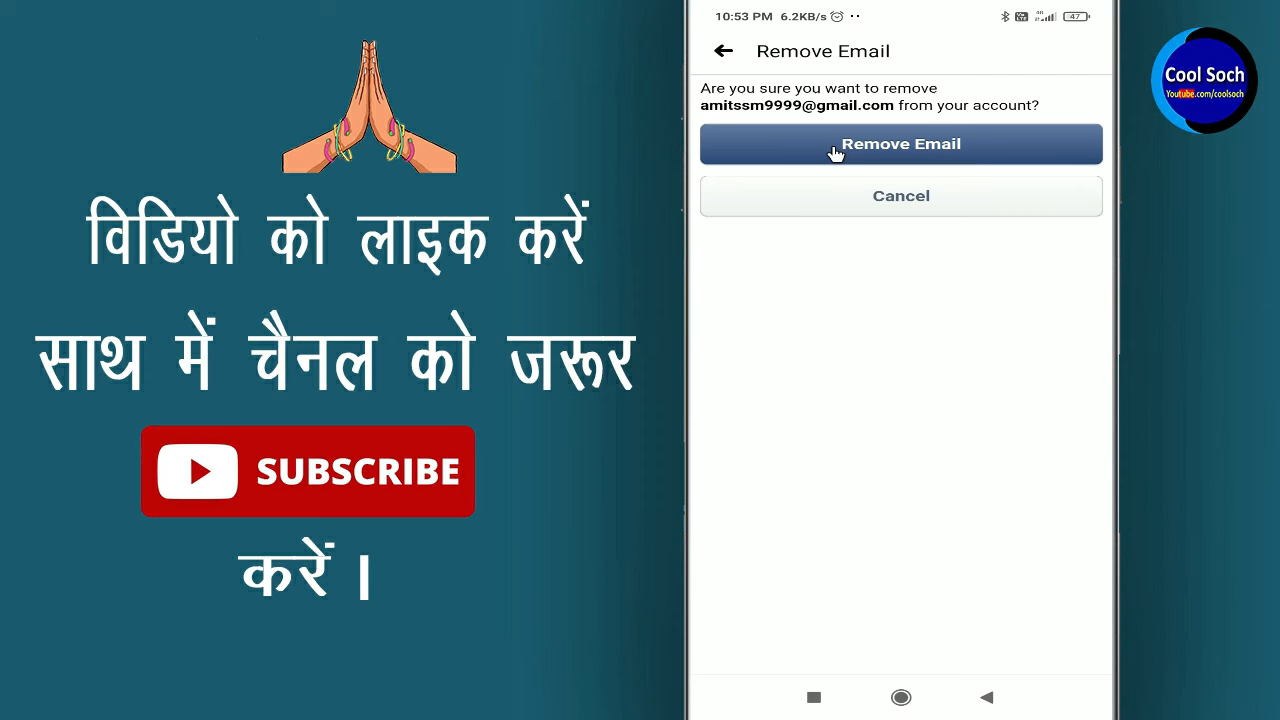 विडियो को लाइक करें
साथ में चैनल को जरूर
SUBSCRIBE
करें ।
10:53 PM 6.2KB/s
47
Remove Email
Are you sure you want to remove
amitssm9999@gmail.com from your account?
Remove Email
Cancel
Cool Soch
Youtube.com/coolsoch